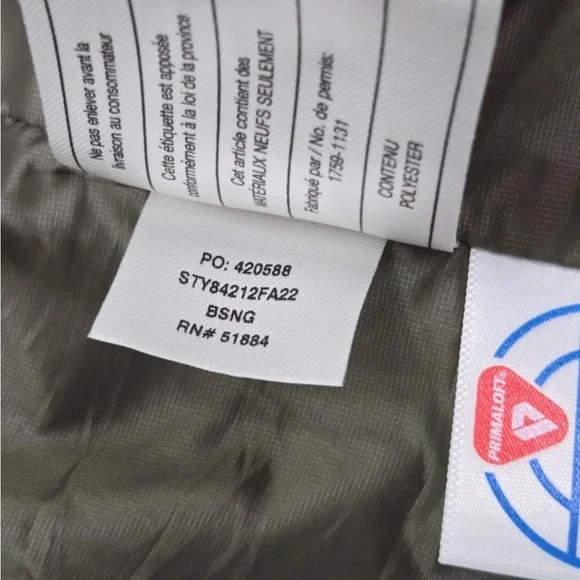 Ne pas enlever avant la
livraison au consommateur
Cette étiquette est apposée
conformément à la loi de la province
Cet article contient des
MATÉRIAUX NEUFS SEULEMENT
Fabriqué par / No. de permis:
1759-1131
CONTENU
POLYESTER
PO: 420588
STY84212FA22
BSNG
RN# 51884
PRIMALOFT®